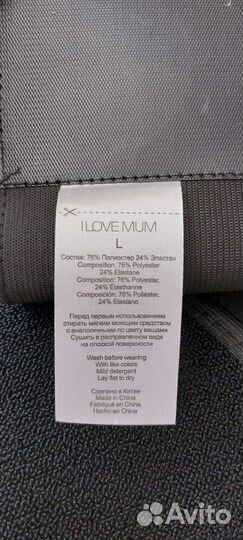 I LOVE MUM
L
Состав: 76% Полиэстер 24% Эластан
Composition: 76% Polyester
24% Elastane
Composition: 76% Polyester,
24% Élasthanne
Composición: 76% Poliéster,
24% Elastano
Перед первым использованием
стирать мягким моющим средством
с аналогичными по цвету вещами
Сушить в расправленном виде
на плоской поверхности
Wash before wearing
With like colors
Mild detergent
Lay flat to dry
Сделано в Китае
Made in China
Fabriqué en China
Hecho en China
Avito